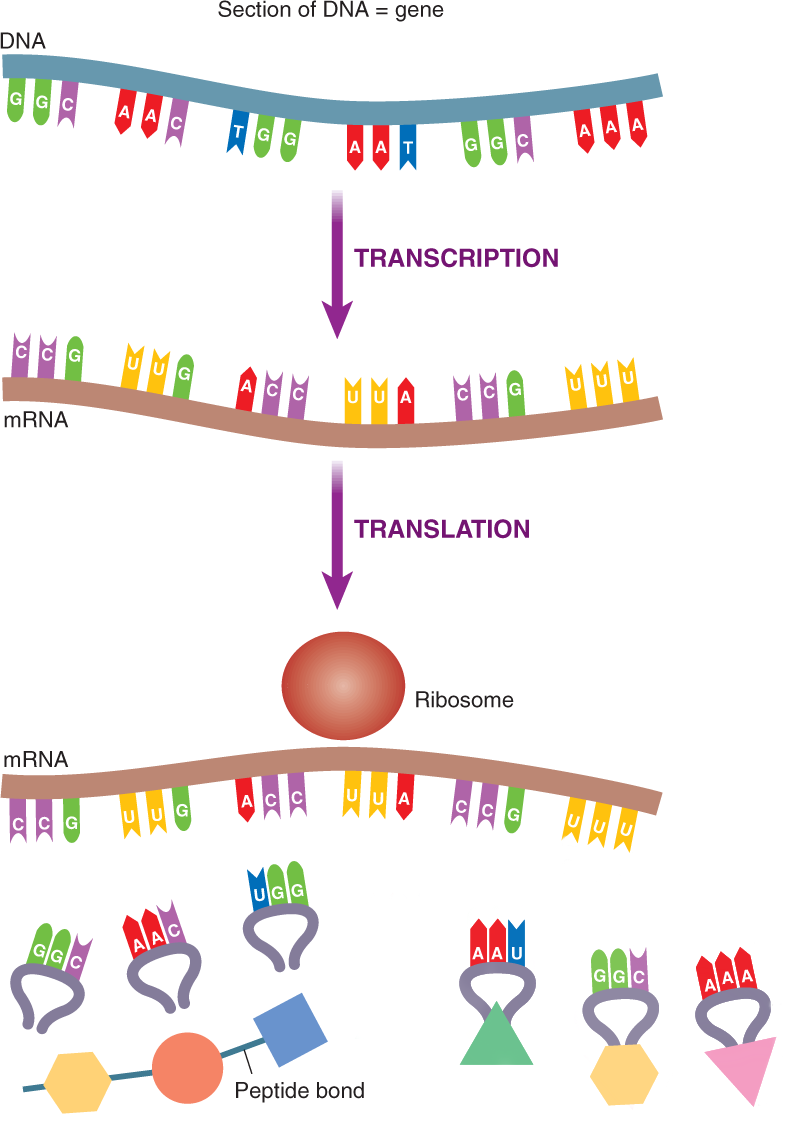 Section of DNA = gene
DNA
G G C A A C T G G A A T G G C A A A
TRANSCRIPTION
C C G U U G A C C U U A C C G U U U
mRNA
TRANSLATION
Ribosome
mRNA
C C G U U G A C C U U A C C G U U U
U G G
G G C A A C A A U G G C A A A
Peptide bond